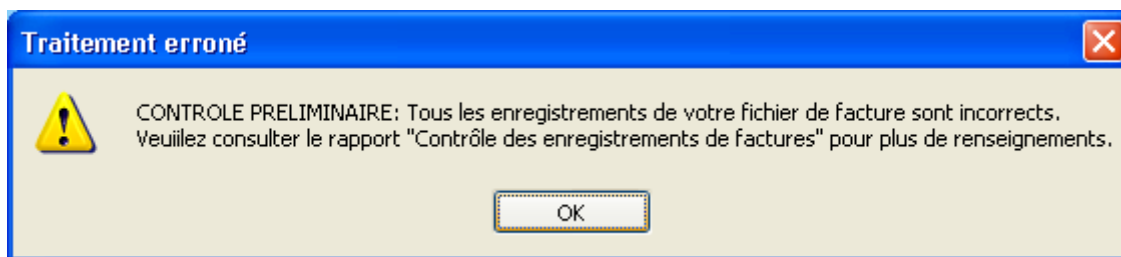 Traitement erroné
CONTROLE PRELIMINAIRE: Tous les enregistrements de votre fichier de facture sont incorrects.
Veuiilez consulter le rapport "Contrôle des enregistrements de factures" pour plus de renseignements.
OK